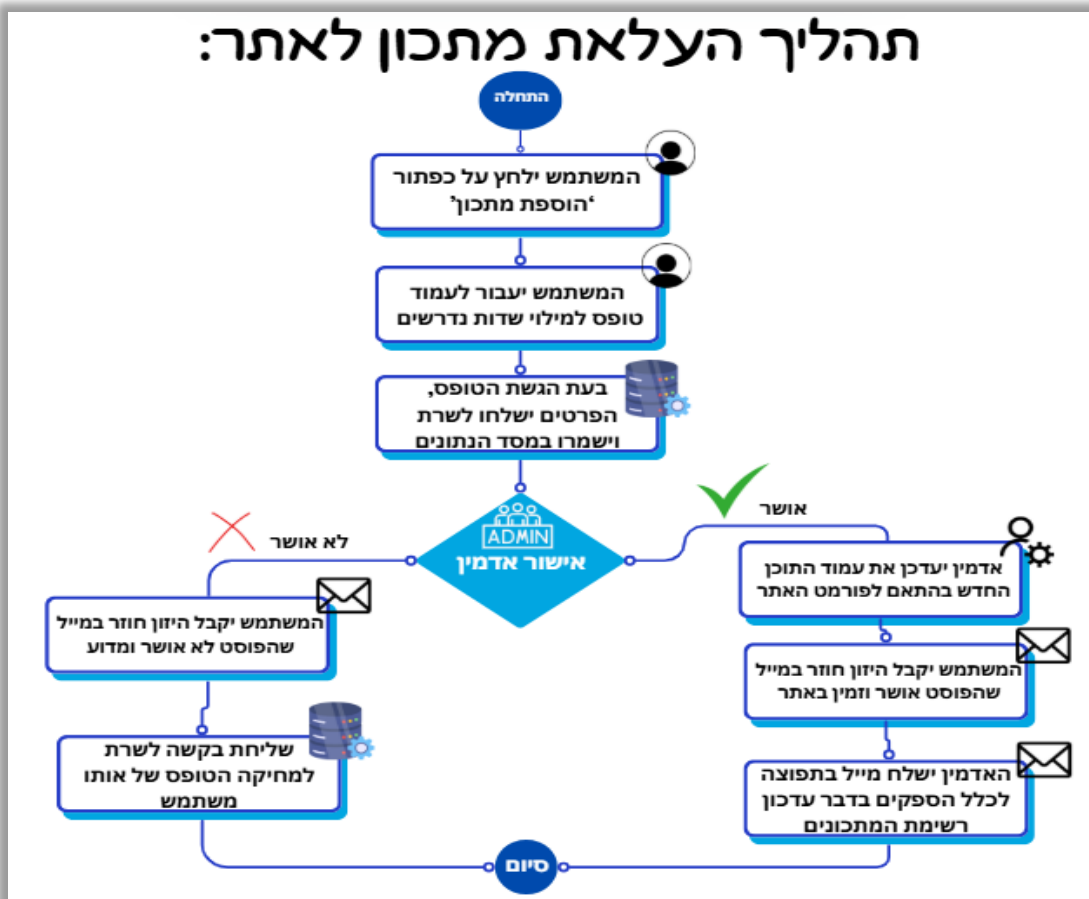 תהליך העלאת מתכון לאתר:
התחלה
המשתמש ילחץ על כפתור
'הוספת מתכון'
המשתמש יעבור לעמוד
טופס למילוי שדות נדרשים
בעת הגשת הטופס,
הפרטים ישלחו לשרת
וישמרו במסד הנתונים
ADMIN
אישור אדמין
אושר
אדמין יעדכן את עמוד התוכן
החדש בהתאם לפורמט האתר
המשתמש יקבל היזון חוזר במייל
שהפוסט אושר וזמין באתר
האדמין ישלח מייל בתפוצה
לכלל הספקים בדבר עדכון
רשימת המתכונים
לא אושר
המשתמש יקבל היזון חוזר במייל
שהפוסט לא אושר ומדוע
שליחת בקשה לשרת
למחיקה הטופס של אותו
משתמש
סיום